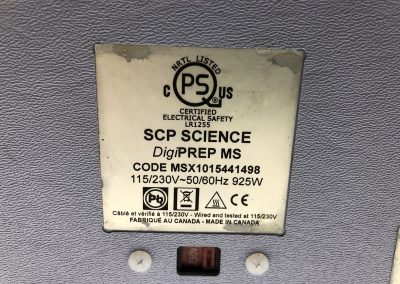 NRTL LISTED
C PS US
CERTIFIED
ELECTRICAL SAFETY
LR1255
SCP SCIENCE
DigiPREP MS
CODE MSX1015441498
115/230V~50/60Hz 925W
Pb
Câblé et vérifié à 115/230V - Wired and tested at 115/230V
FABRIQUÉ AU CANADA - MADE IN CANADA